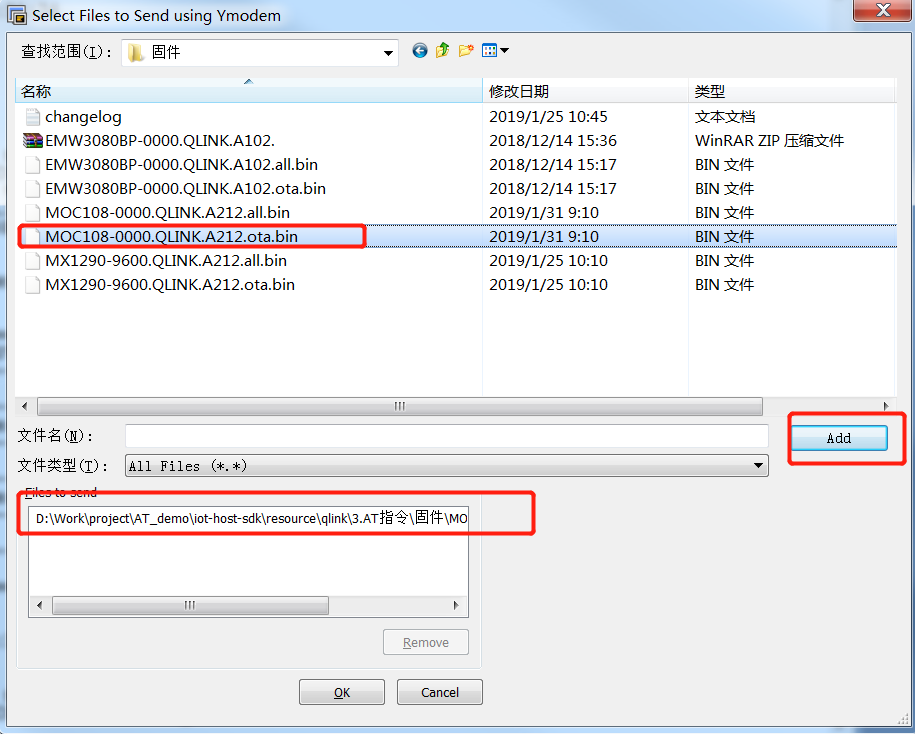 Select Files to Send using Ymodem
查找范围(I): 固件
名称 修改日期 类型
changelog 2019/1/25 10:45 文本文档
EMW3080BP-0000.QLINK.A102. 2018/12/14 15:36 WinRAR ZIP 压缩文件
EMW3080BP-0000.QLINK.A102.all.bin 2018/12/14 15:17 BIN 文件
EMW3080BP-0000.QLINK.A102.ota.bin 2018/12/14 15:17 BIN 文件
MOC108-0000.QLINK.A212.all.bin 2019/1/31 9:10 BIN 文件
MOC108-0000.QLINK.A212.ota.bin 2019/1/31 9:10 BIN 文件
MX1290-9600.QLINK.A212.all.bin 2019/1/25 10:10 BIN 文件
MX1290-9600.QLINK.A212.ota.bin 2019/1/25 10:10 BIN 文件
文件名(N): Add
文件类型(T): All Files (*.*)
Files to send
D:\Work\project\AT_demo\iot-host-sdk\resource\qlink\3.AT指令\固件\MO
Remove
OK Cancel